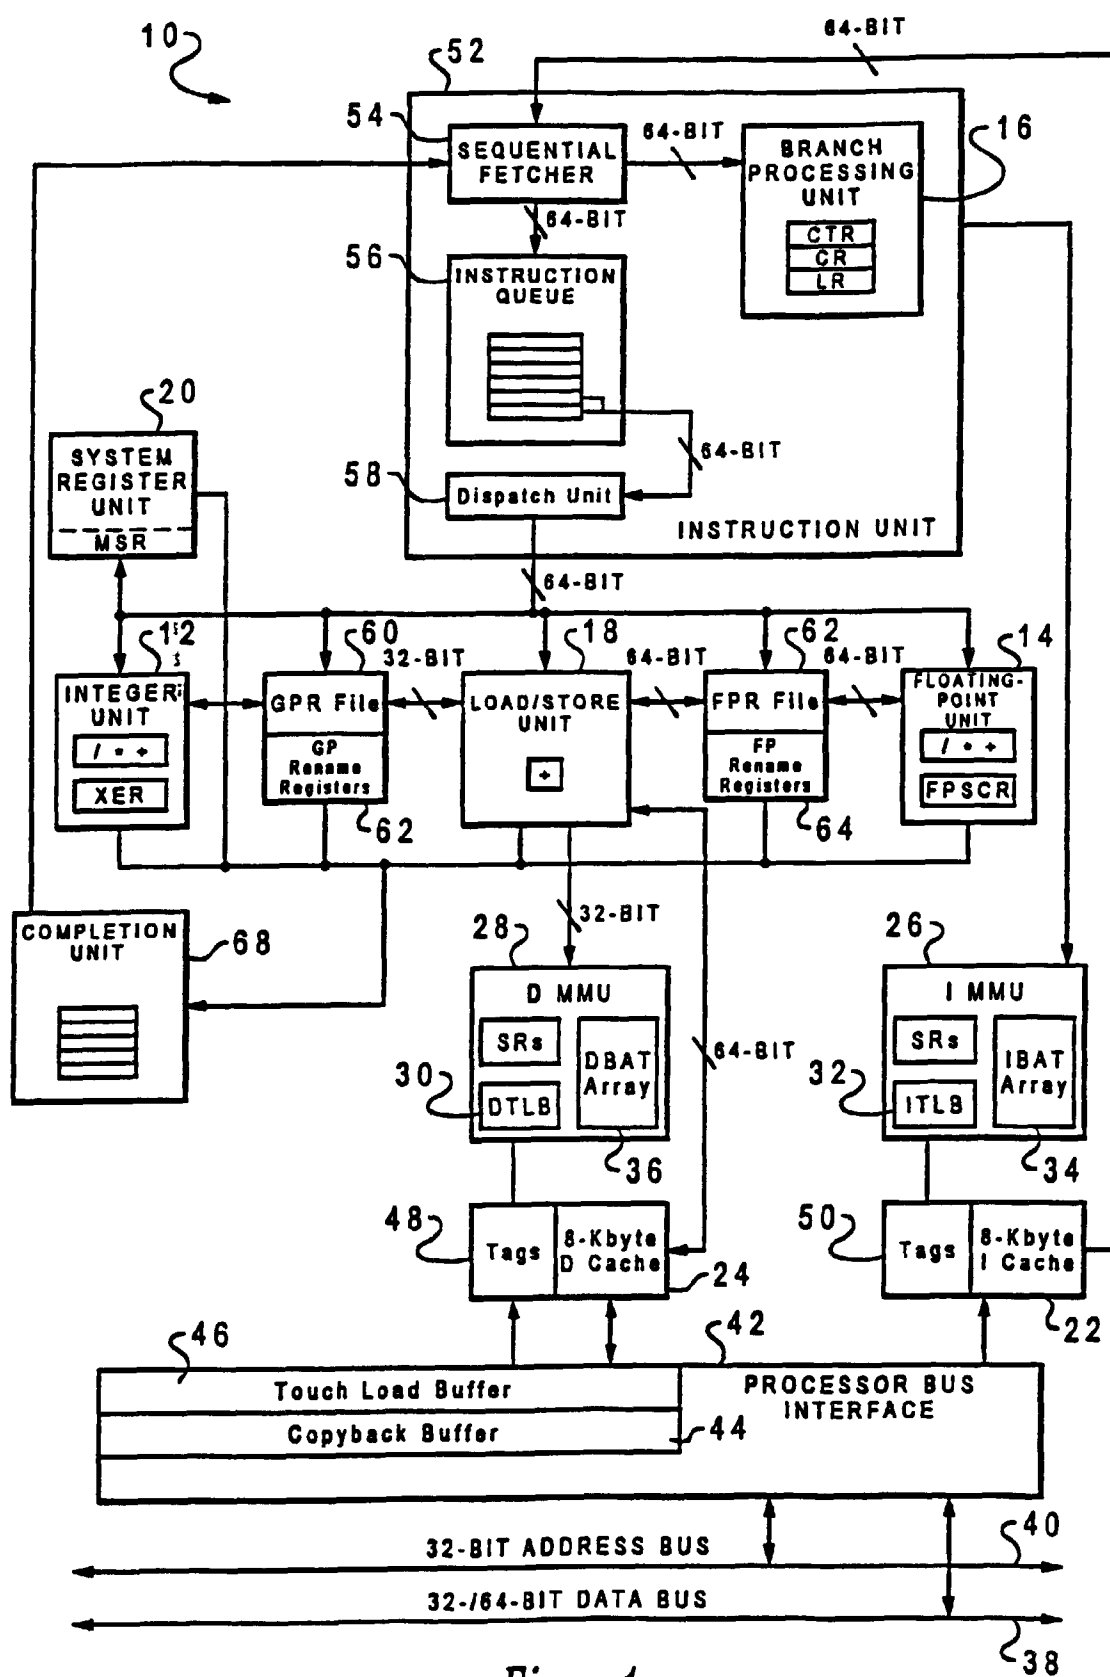 10
64-BIT
52
54
SEQUENTIAL
FETCHER
64-BIT
BRANCH
PROCESSING
UNIT
16
CTR
CR
LR
64-BIT
56
INSTRUCTION
QUEUE
64-BIT
58
Dispatch Unit
INSTRUCTION UNIT
20
SYSTEM
REGISTER
UNIT
MSR
64-BIT
12
60
32-BIT
18
64-BIT
62
64-BIT
14
INTEGER
UNIT
/ * +
XER
GPR File
GP
Rename
Registers
62
LOAD/STORE
UNIT
+
FPR File
FP
Rename
Registers
64
FLOATING-
POINT
UNIT
/ * +
FPSCR
COMPLETION
UNIT
68
32-BIT
28
D MMU
SRs
DBAT
Array
30
DTLB
36
64-BIT
26
I MMU
SRs
IBAT
Array
32
ITLB
34
48
Tags
8-Kbyte
D Cache
24
50
Tags
8-Kbyte
I Cache
22
46
42
Touch Load Buffer
Copyback Buffer
44
PROCESSOR BUS
INTERFACE
32-BIT ADDRESS BUS
40
32-/64-BIT DATA BUS
38